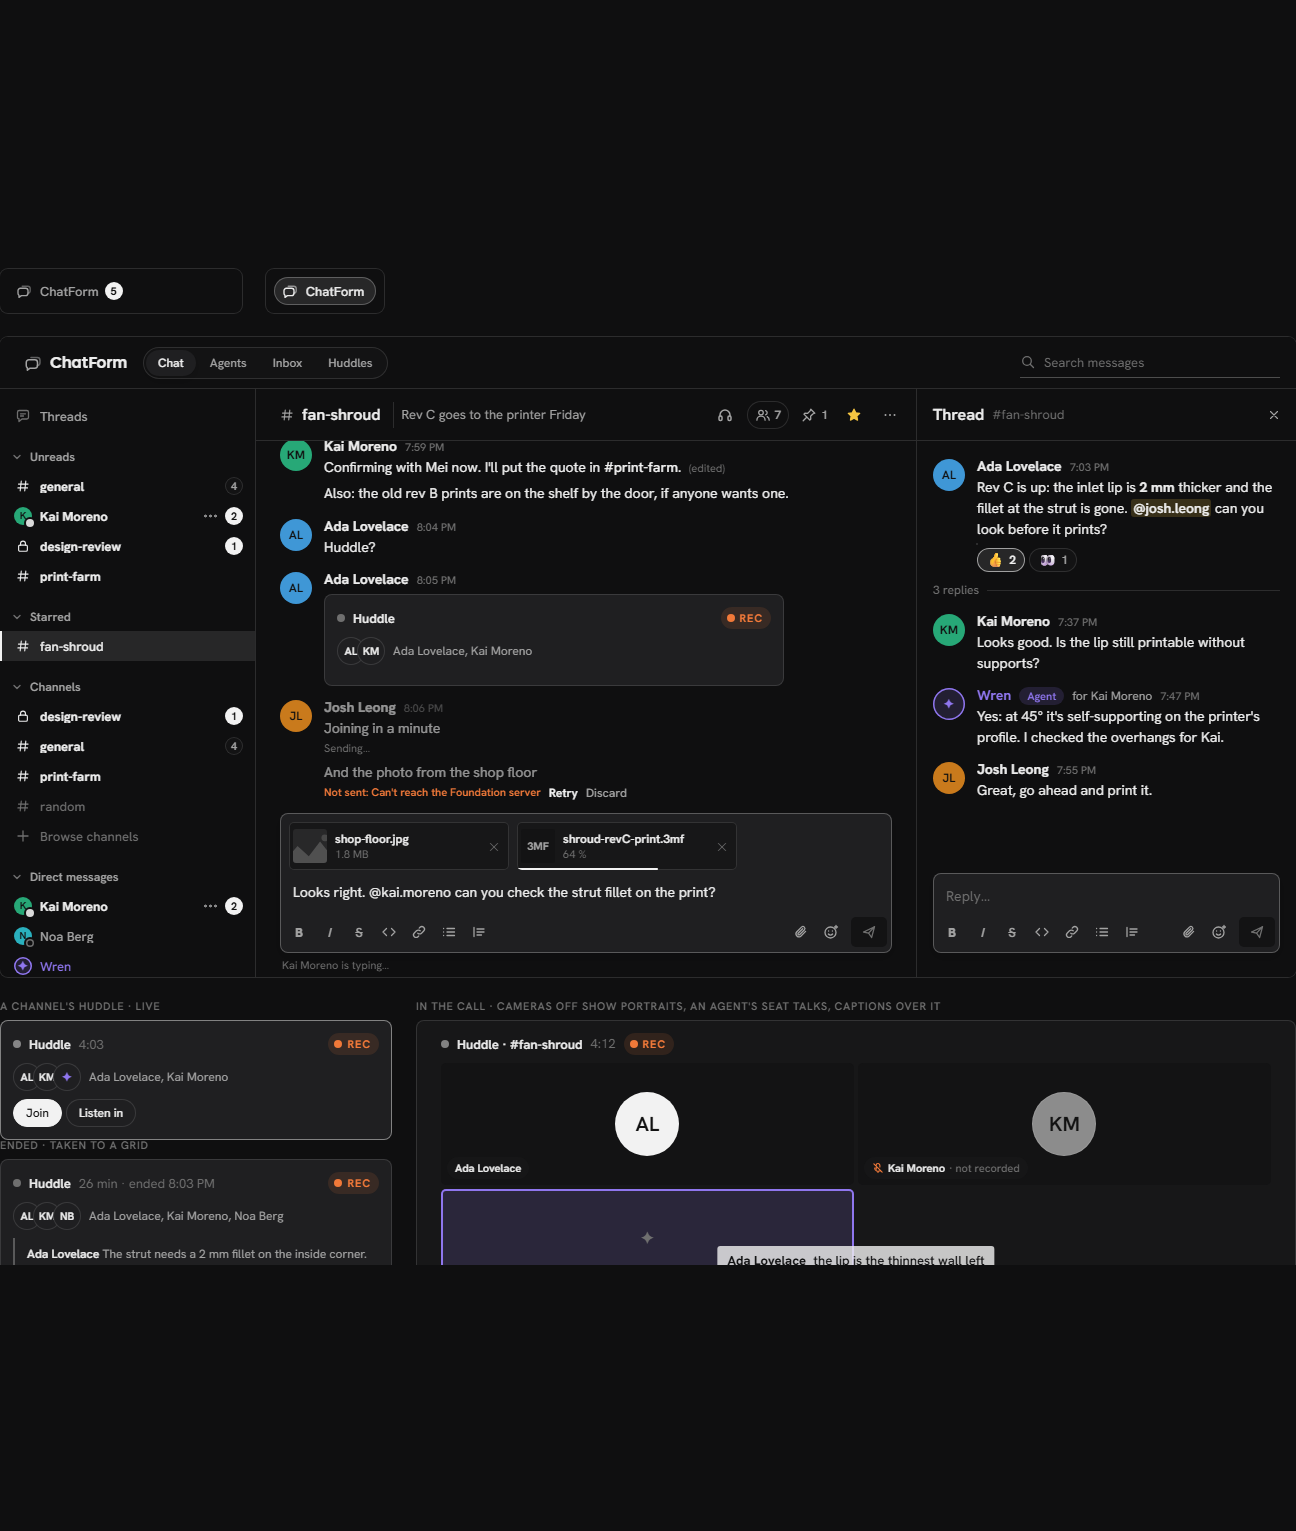 ChatForm 5
ChatForm
ChatForm
Chat
Agents
Inbox
Huddles
Search messages
Threads
Unreads
# general 4
Kai Moreno 2
design-review 1
# print-farm
Starred
# fan-shroud
Channels
design-review 1
# general 4
# print-farm
# random
+ Browse channels
Direct messages
Kai Moreno 2
Noa Berg
Wren
# fan-shroud
Rev C goes to the printer Friday
7
1
KM
Kai Moreno 7:59 PM
Confirming with Mei now. I'll put the quote in #print-farm. (edited)
Also: the old rev B prints are on the shelf by the door, if anyone wants one.
AL
Ada Lovelace 8:04 PM
Huddle?
AL
Ada Lovelace 8:05 PM
Huddle
REC
AL KM Ada Lovelace, Kai Moreno
JL
Josh Leong 8:06 PM
Joining in a minute
Sending...
And the photo from the shop floor
Not sent: Can't reach the Foundation server Retry Discard
shop-floor.jpg
1.8 MB
3MF
shroud-revC-print.3mf
64 %
Looks right. @kai.moreno can you check the strut fillet on the print?
B I S
Kai Moreno is typing...
Thread #fan-shroud
AL
Ada Lovelace 7:03 PM
Rev C is up: the inlet lip is 2 mm thicker and the
fillet at the strut is gone. @josh.leong can you
look before it prints?
👍 2
👀 1
3 replies
KM
Kai Moreno 7:37 PM
Looks good. Is the lip still printable without
supports?
Wren Agent for Kai Moreno 7:47 PM
Yes: at 45° it's self-supporting on the printer's
profile. I checked the overhangs for Kai.
JL
Josh Leong 7:55 PM
Great, go ahead and print it.
Reply...
B I S
A CHANNEL'S HUDDLE · LIVE
Huddle 4:03
REC
AL KM Ada Lovelace, Kai Moreno
Join
Listen in
ENDED · TAKEN TO A GRID
Huddle 26 min · ended 8:03 PM
REC
AL KM NB Ada Lovelace, Kai Moreno, Noa Berg
Ada Lovelace The strut needs a 2 mm fillet on the inside corner.
IN THE CALL · CAMERAS OFF SHOW PORTRAITS, AN AGENT'S SEAT TALKS, CAPTIONS OVER IT
Huddle · #fan-shroud 4:12 REC
AL
Ada Lovelace
KM
Kai Moreno · not recorded
Ada Lovelace the lip is the thinnest wall left